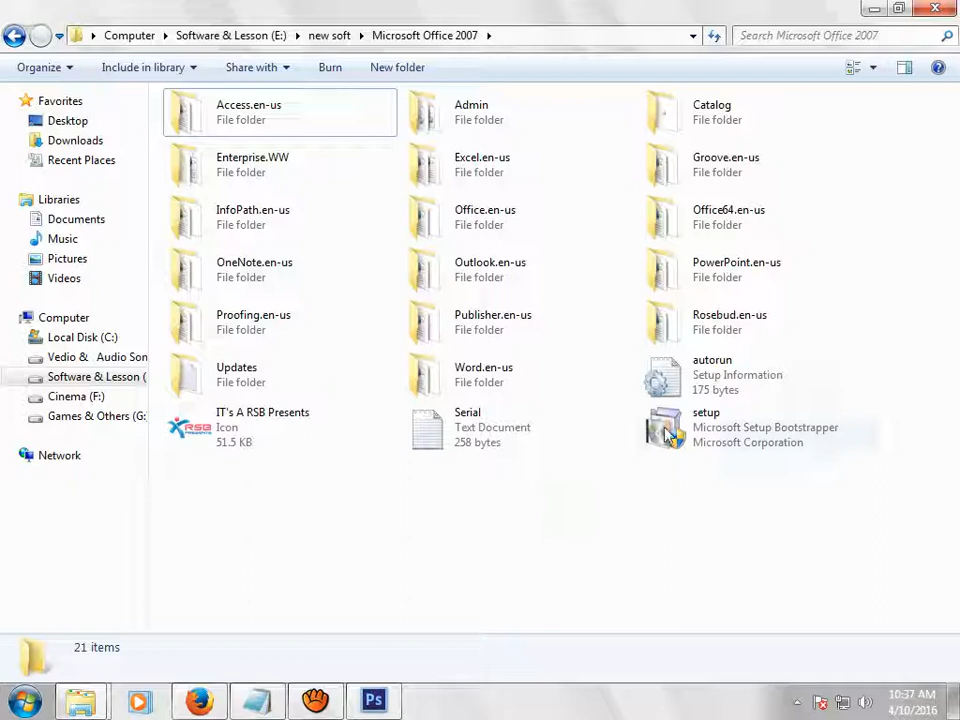 Computer ▸ Software & Lesson (E:) ▸ new soft ▸ Microsoft Office 2007 ▸
Search Microsoft Office 2007
Organize Include in library Share with Burn New folder
Favorites
Desktop
Downloads
Recent Places
Libraries
Documents
Music
Pictures
Videos
Computer
Local Disk (C:)
Vedio & Audio Son
Software & Lesson (
Cinema (F:)
Games & Others (G:
Network
Access.en-us
File folder
Admin
File folder
Catalog
File folder
Enterprise.WW
File folder
Excel.en-us
File folder
Groove.en-us
File folder
InfoPath.en-us
File folder
Office.en-us
File folder
Office64.en-us
File folder
OneNote.en-us
File folder
Outlook.en-us
File folder
PowerPoint.en-us
File folder
Proofing.en-us
File folder
Publisher.en-us
File folder
Rosebud.en-us
File folder
Updates
File folder
Word.en-us
File folder
autorun
Setup Information
175 bytes
RSB
IT's A RSB Presents
Icon
51.5 KB
Serial
Text Document
258 bytes
setup
Microsoft Setup Bootstrapper
Microsoft Corporation
21 items
Ps
10:37 AM
4/10/2016